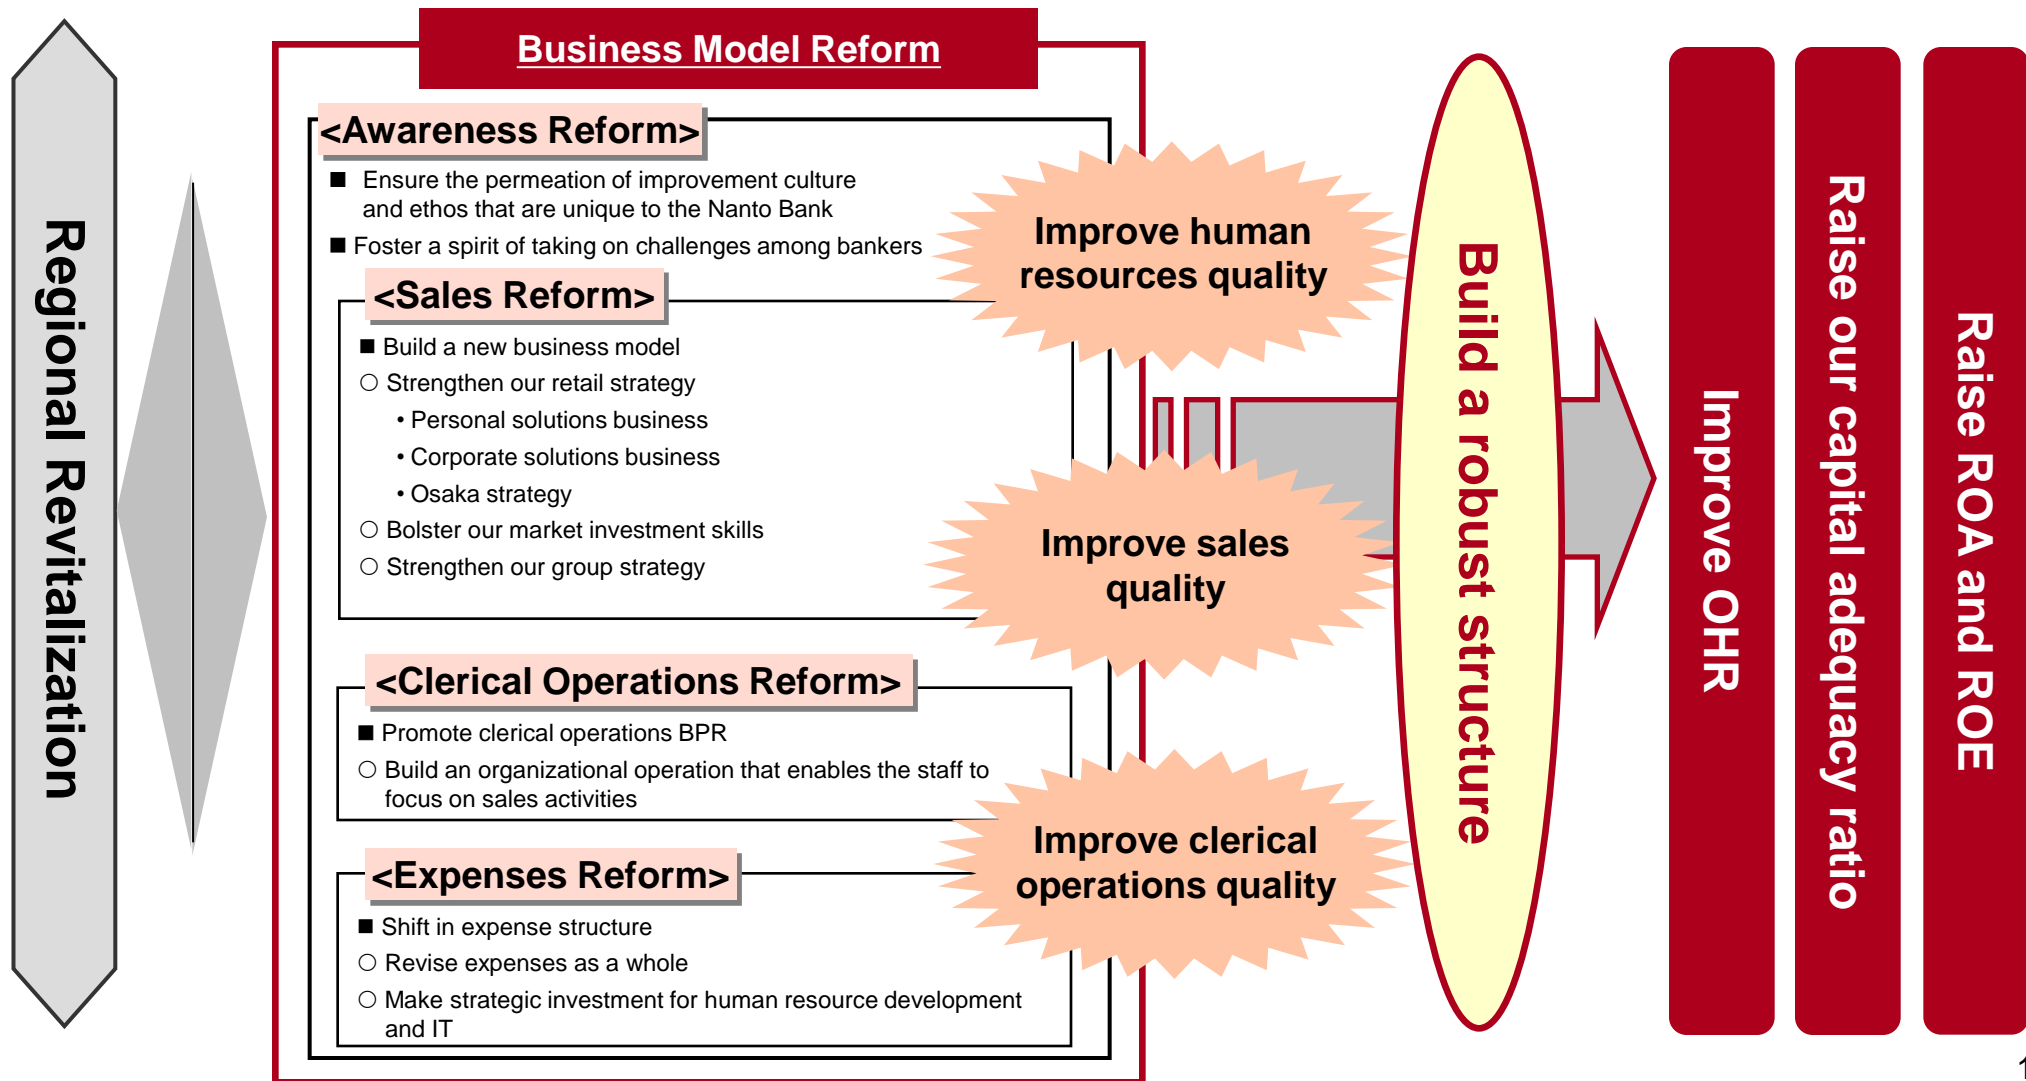 Regional Revitalization
Business Model Reform
<Awareness Reform>
■ Ensure the permeation of improvement culture
and ethos that are unique to the Nanto Bank
■ Foster a spirit of taking on challenges among bankers
<Sales Reform>
■ Build a new business model
○ Strengthen our retail strategy
• Personal solutions business
• Corporate solutions business
• Osaka strategy
○ Bolster our market investment skills
○ Strengthen our group strategy
<Clerical Operations Reform>
■ Promote clerical operations BPR
○ Build an organizational operation that enables the staff to
focus on sales activities
<Expenses Reform>
■ Shift in expense structure
○ Revise expenses as a whole
○ Make strategic investment for human resource development
and IT
Improve human
resources quality
Improve sales
quality
Improve clerical
operations quality
Build a robust structure
Improve OHR
Raise our capital adequacy ratio
Raise ROA and ROE